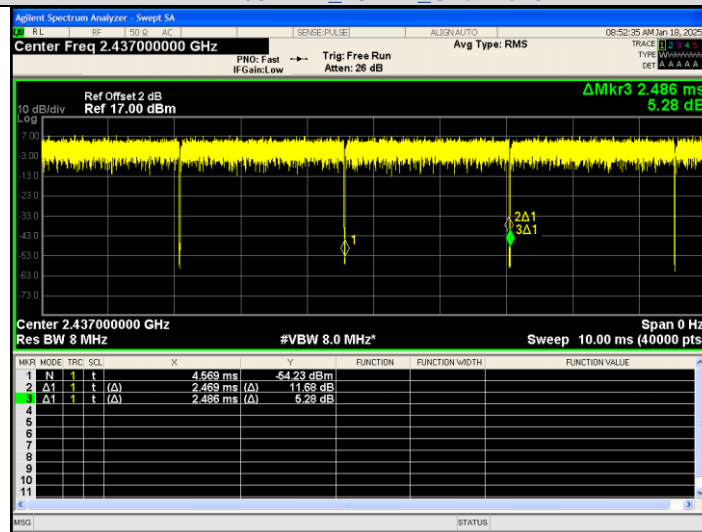 Agilent Spectrum Analyzer - Swept SA
RL RF 50 Ω AC SENSE:PULSE ALIGN AUTO 08:52:35 AM Jan 18, 2025
Center Freq 2.437000000 GHz Avg Type: RMS TRACE 1 2 3 4 5
PNO: Fast Trig: Free Run TYPE
IFGain:Low Atten: 26 dB DET A A A A A
ΔMkr3 2.486 ms
Ref Offset 2 dB
10 dB/div Ref 17.00 dBm 5.28 dB
Log
7.00
-3.00
-13.0
-23.0
-33.0
2Δ1
-43.0 1 3Δ1
-53.0
-63.0
-73.0
Center 2.437000000 GHz Span 0 Hz
Res BW 8 MHz #VBW 8.0 MHz* Sweep 10.00 ms (40000 pts
MKR MODE TRC SCL X Y FUNCTION FUNCTION WIDTH FUNCTION VALUE
1 N 1 t 4.569 ms -54.23 dBm
2 Δ1 1 t (Δ) 2.469 ms (Δ) 11.68 dB
3 Δ1 1 t (Δ) 2.486 ms (Δ) 5.28 dB
4
5
6
7
8
9
10
11
MSG STATUS